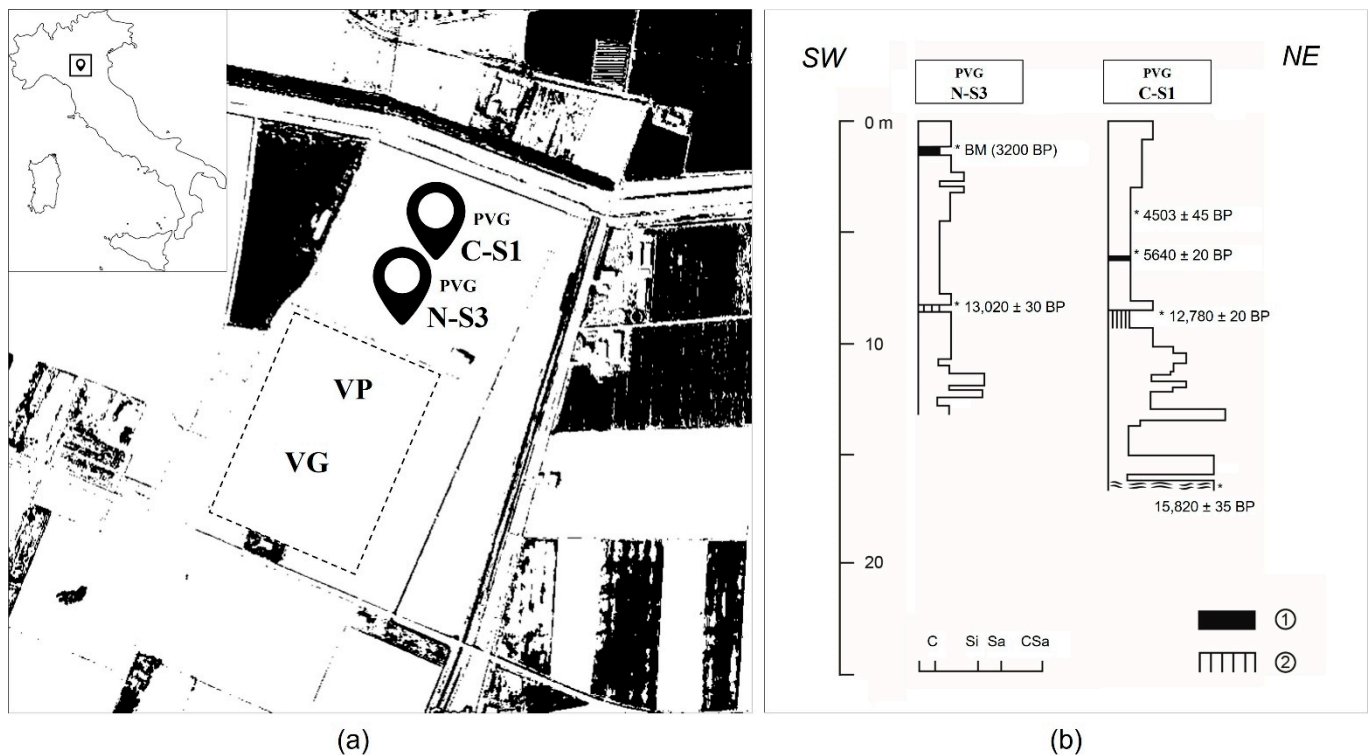 PVG
C-S1
PVG
N-S3
VP
VG
(a)
SW
NE
PVG
N-S3
PVG
C-S1
0 m
* BM (3200 BP)
* 4503 ± 45 BP
* 5640 ± 20 BP
* 13,020 ± 30 BP
* 12,780 ± 20 BP
10
*
15,820 ± 35 BP
20
C Si Sa CSa
1
2
(b)